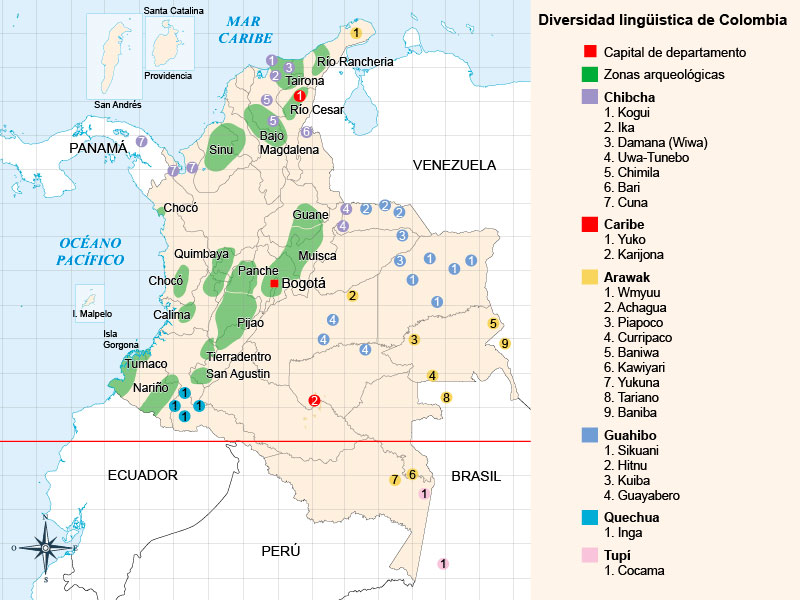 Santa Catalina
Providencia
San Andrés
MAR
CARIBE
1
Río Rancheria
1
3
2
Tairona
1
Río Cesar
5
5
6
Bajo
Magdalena
Sinu
7
PANAMÁ
7
7
VENEZUELA
Chocó
Guane
4
2
2
2
4
3
OCÉANO
PACÍFICO
Quimbaya
Muisca
Panche
3
1
1
1
1
Chocó
Bogotá
2
1
I. Malpelo
Calima
Pijao
4
5
Isla
Gorgona
4
3
9
4
Tierradentro
Tumaco
San Agustin
4
Nariño
1
1
1
1
2
8
ECUADOR
BRASIL
7
6
1
N
O
E
S
PERÚ
1
Diversidad lingüistica de Colombia
Capital de departamento
Zonas arqueológicas
Chibcha
1. Kogui
2. Ika
3. Damana (Wiwa)
4. Uwa-Tunebo
5. Chimila
6. Bari
7. Cuna
Caribe
1. Yuko
2. Karijona
Arawak
1. Wmyuu
2. Achagua
3. Piapoco
4. Curripaco
5. Baniwa
6. Kawiyari
7. Yukuna
8. Tariano
9. Baniba
Guahibo
1. Sikuani
2. Hitnu
3. Kuiba
4. Guayabero
Quechua
1. Inga
Tupí
1. Cocama